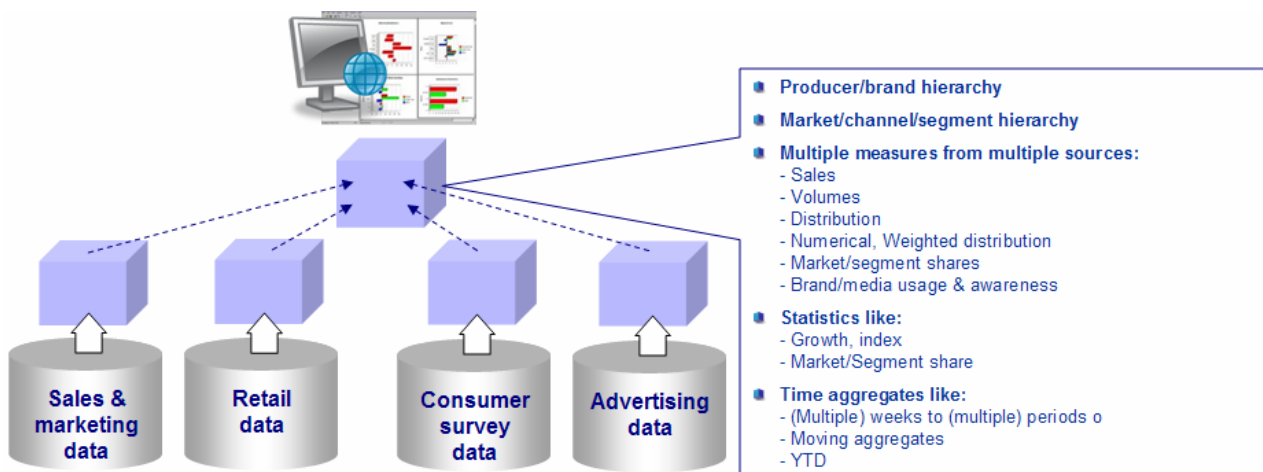 Producer/brand hierarchy
Market/channel/segment hierarchy
Multiple measures from multiple sources:
- Sales
- Volumes
- Distribution
- Numerical, Weighted distribution
- Market/segment shares
- Brand/media usage & awareness
Statistics like:
- Growth, index
- Market/Segment share
Time aggregates like:
- (Multiple) weeks to (multiple) periods o
- Moving aggregates
- YTD
Sales &
marketing
data
Retail
data
Consumer
survey
data
Advertising
data